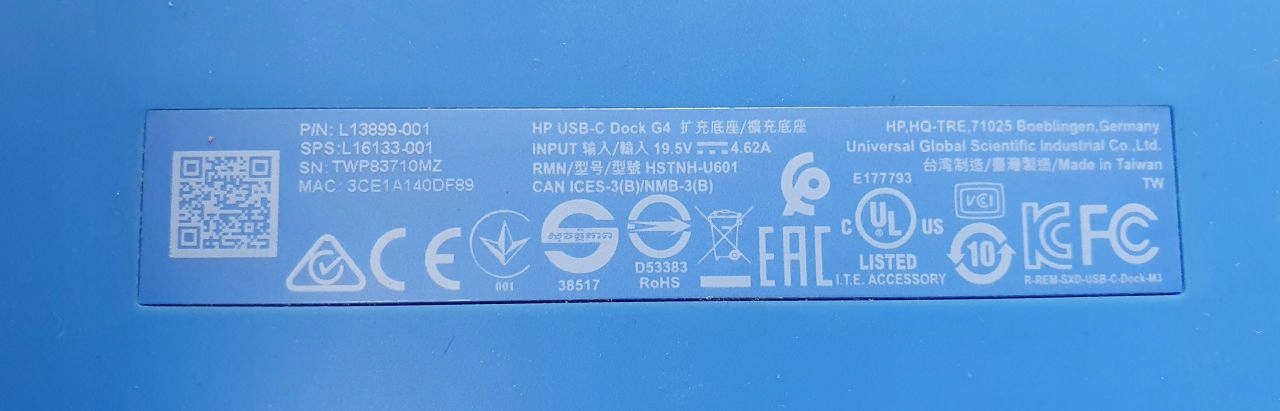 P/N: L13899-001
SPS:L16133-001
SN: TWP83710MZ
MAC: 3CE1A140DF89
HP USB-C Dock G4 扩充底座/擴充底座
INPUT 输入/輸入 19.5V⎓4.62A
RMN/型号/型號 HSTNH-U601
CAN ICES-3(B)/NMB-3(B)
HP,HQ-TRE,71025 Boeblingen,Germany
Universal Global Scientific Industrial Co.,Ltd.
台湾制造/臺灣製造/Made in Taiwan
TW
CE
001
38517
D53383
RoHS
EAC
E177793
C UL US
LISTED
I.T.E. ACCESSORY
VCI
10
KC FC
R-REM-SXD-USB-C-Dock-M3